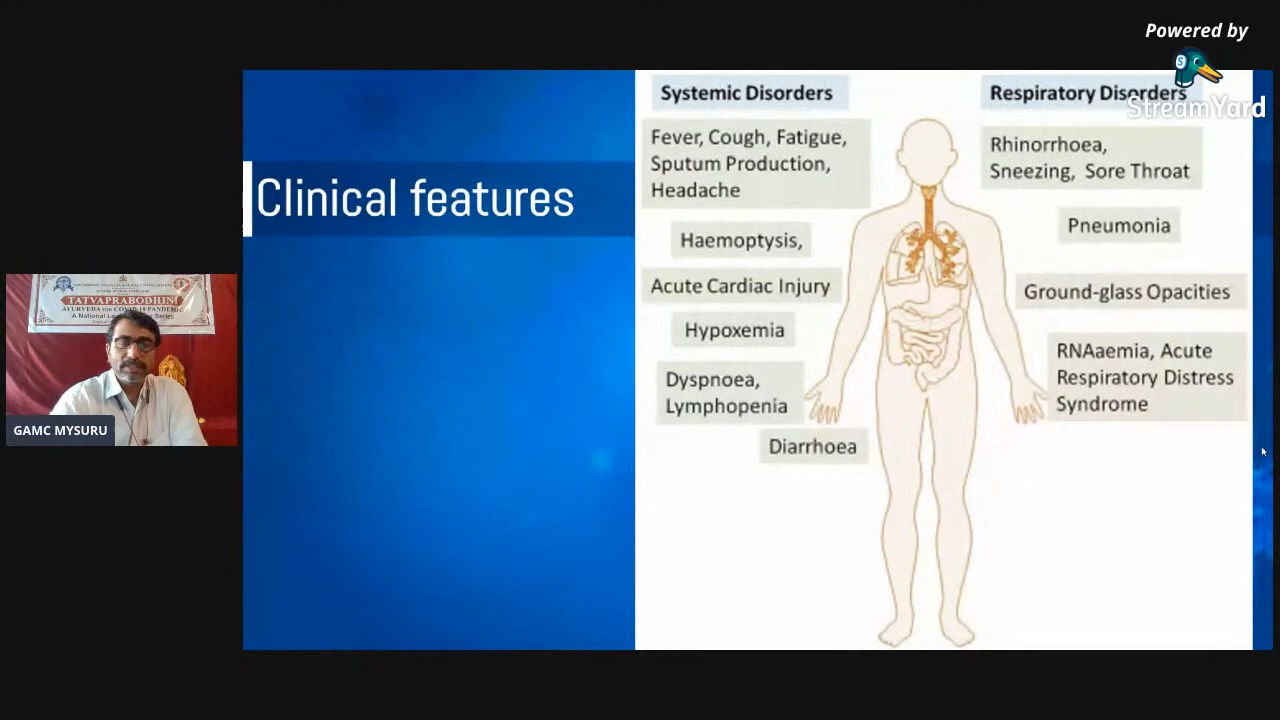 Powered by
StreamYard
Clinical features
Systemic Disorders
Fever, Cough, Fatigue,
Sputum Production,
Headache
Haemoptysis,
Acute Cardiac Injury
Hypoxemia
Dyspnoea,
Lymphopenia
Diarrhoea
Respiratory Disorders
Rhinorrhoea,
Sneezing, Sore Throat
Pneumonia
Ground-glass Opacities
RNAaemia, Acute
Respiratory Distress
Syndrome
TATVAPRABODHINI
AYURVEDA COVID-19 PANDEMIC
A National Series
GAMC MYSURU